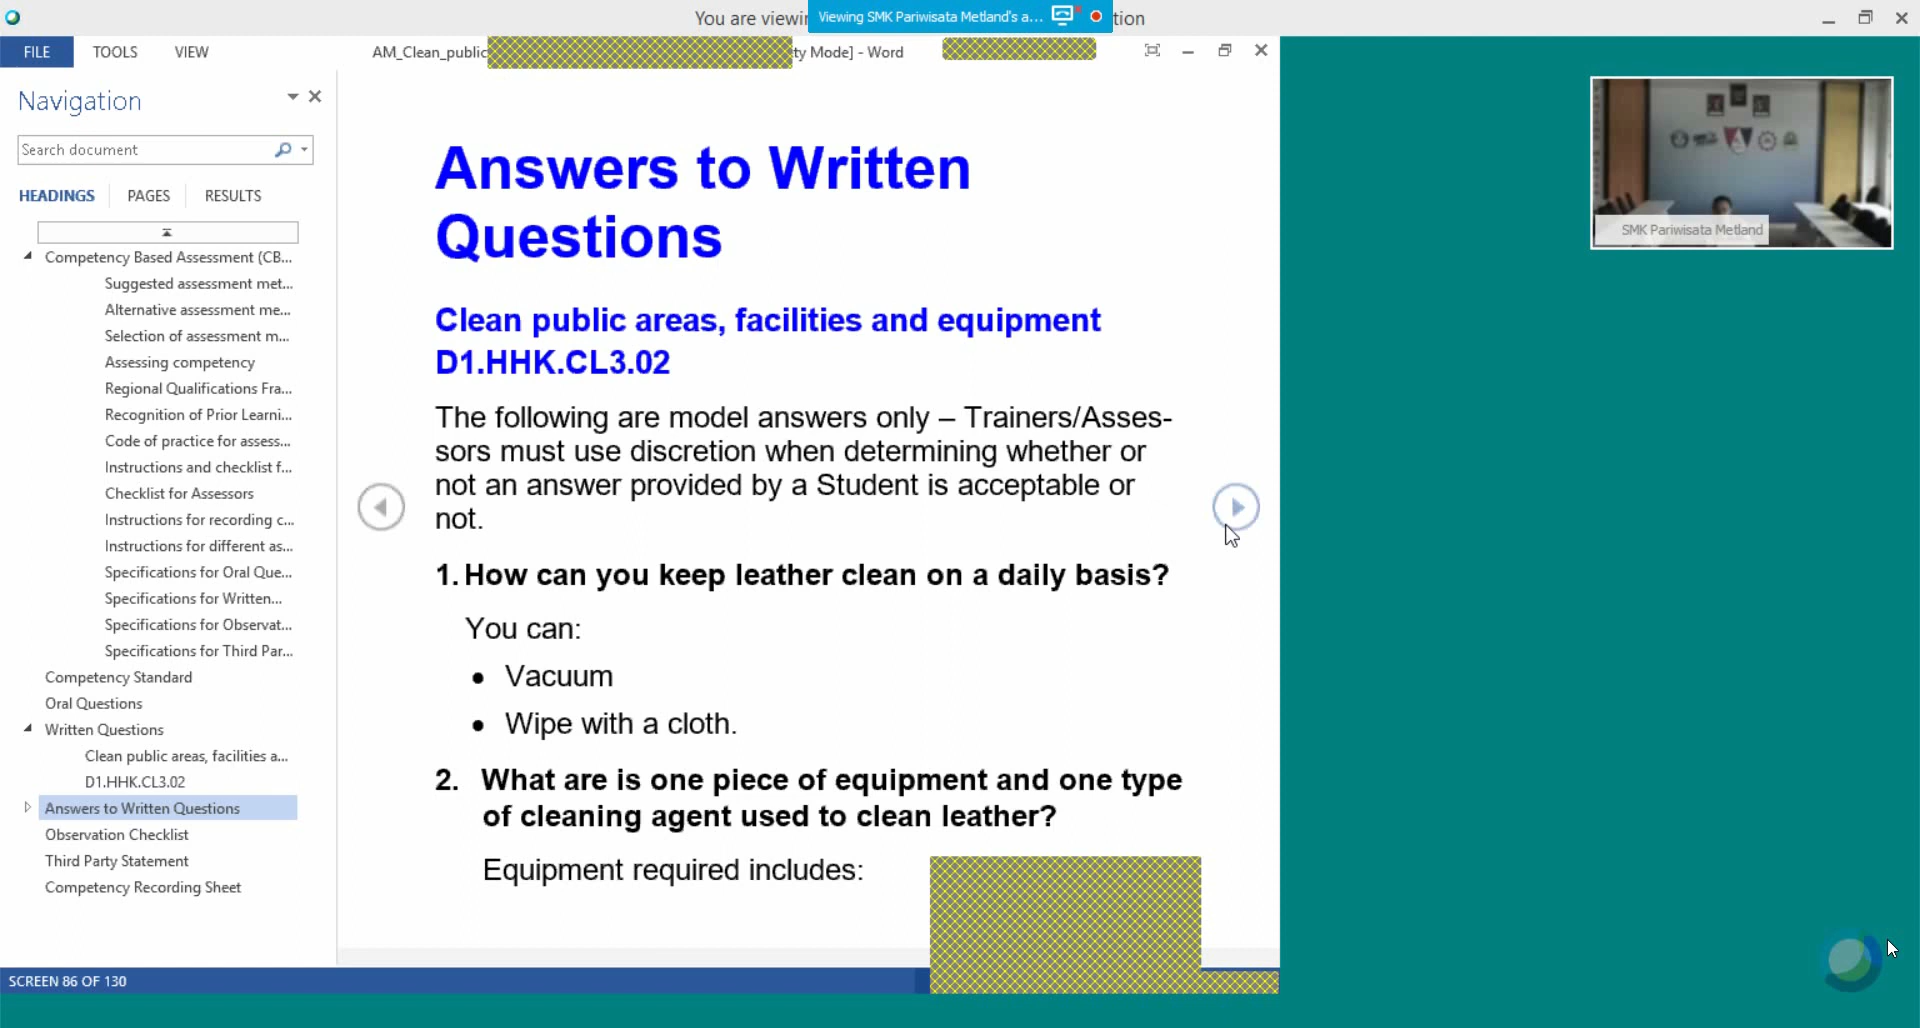 You are viewin
Viewing SMK Pariwisata Metland's a...
tion
FILE TOOLS VIEW
AM_Clean_public
ty Mode] - Word
Navigation
Search document
HEADINGS PAGES RESULTS
Competency Based Assessment (CB...
Suggested assessment met...
Alternative assessment me...
Selection of assessment m...
Assessing competency
Regional Qualifications Fra...
Recognition of Prior Learni...
Code of practice for assess...
Instructions and checklist f...
Checklist for Assessors
Instructions for recording c...
Instructions for different as...
Specifications for Oral Que...
Specifications for Written...
Specifications for Observat...
Specifications for Third Par...
Competency Standard
Oral Questions
Written Questions
Clean public areas, facilities a...
D1.HHK.CL3.02
Answers to Written Questions
Observation Checklist
Third Party Statement
Competency Recording Sheet
SCREEN 86 OF 130
Answers to Written
Questions
Clean public areas, facilities and equipment
D1.HHK.CL3.02
The following are model answers only – Trainers/Asses-
sors must use discretion when determining whether or
not an answer provided by a Student is acceptable or
not.
1. How can you keep leather clean on a daily basis?
You can:
• Vacuum
• Wipe with a cloth.
2. What are is one piece of equipment and one type
of cleaning agent used to clean leather?
Equipment required includes:
SMK Pariwisata Metland